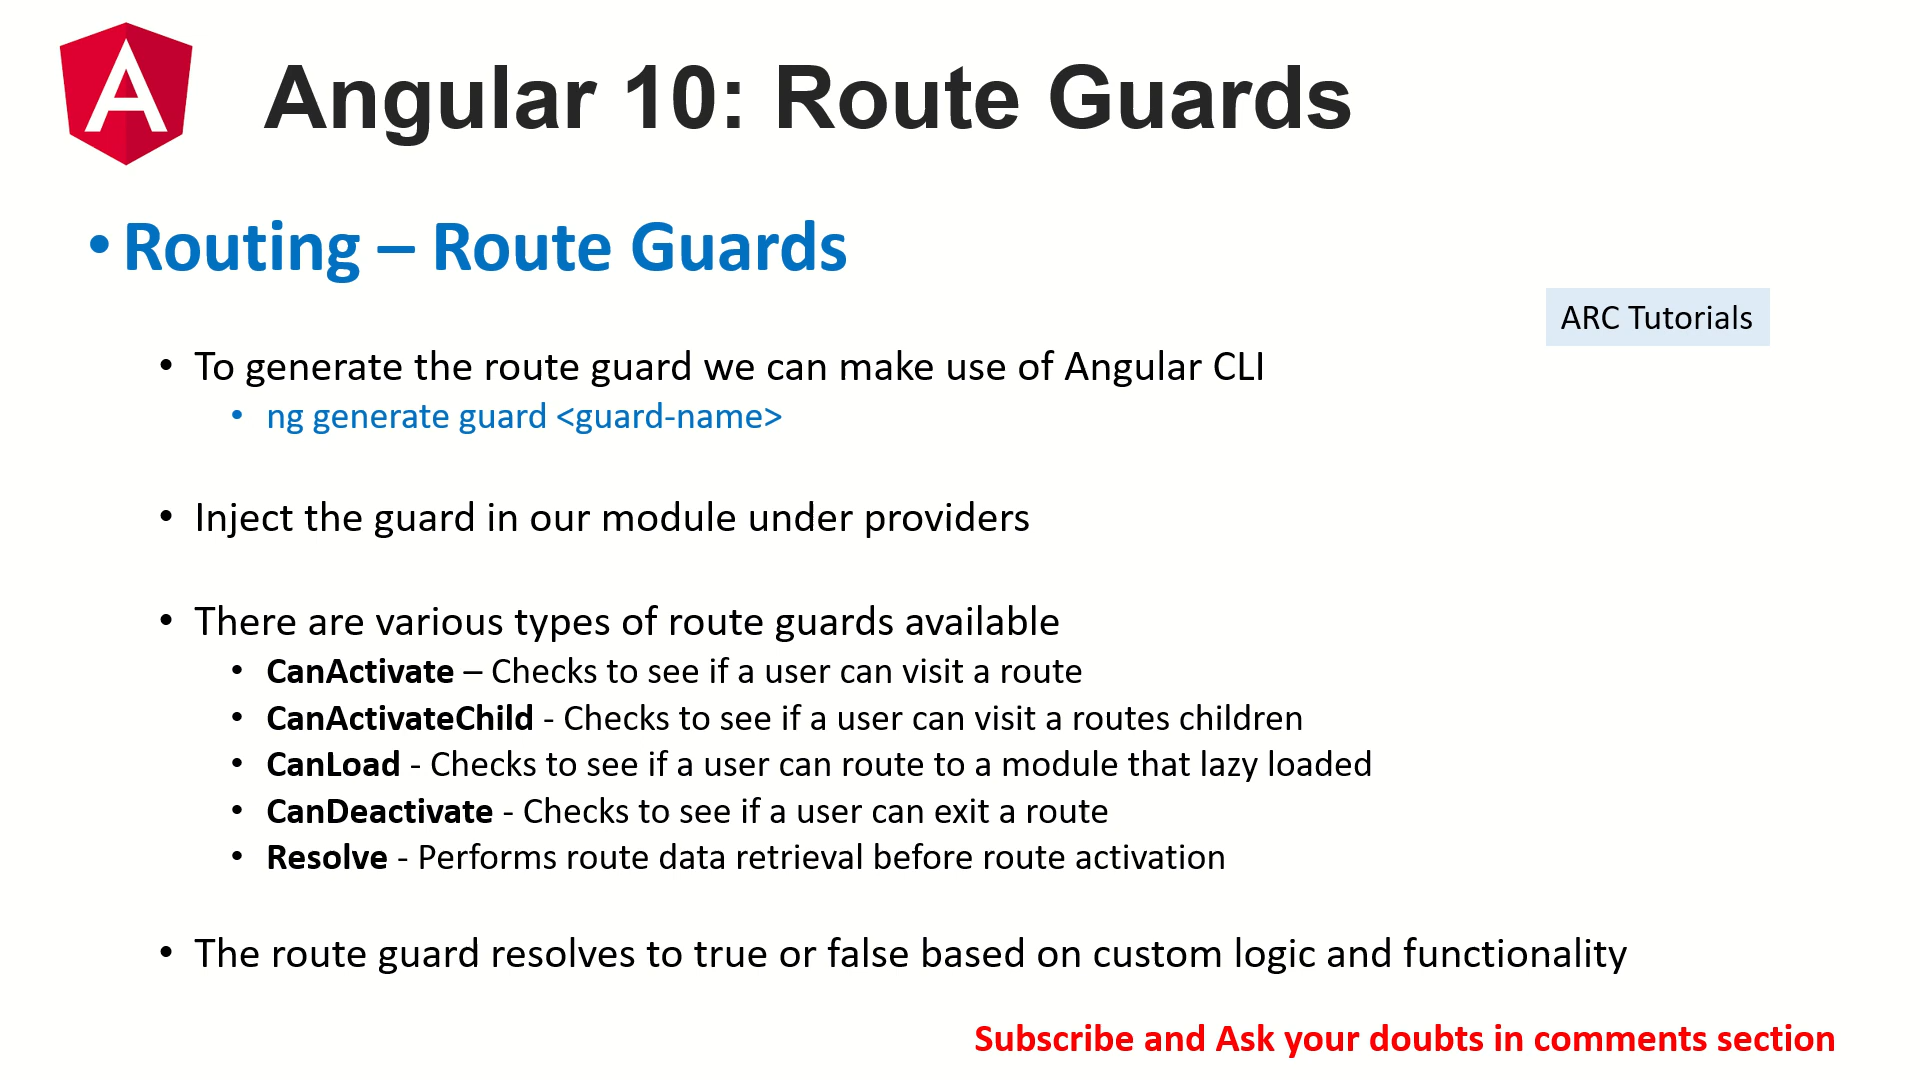 Angular 10: Route Guards
• Routing – Route Guards
ARC Tutorials
• To generate the route guard we can make use of Angular CLI
• ng generate guard <guard-name>
• Inject the guard in our module under providers
• There are various types of route guards available
• CanActivate – Checks to see if a user can visit a route
• CanActivateChild - Checks to see if a user can visit a routes children
• CanLoad - Checks to see if a user can route to a module that lazy loaded
• CanDeactivate - Checks to see if a user can exit a route
• Resolve - Performs route data retrieval before route activation
• The route guard resolves to true or false based on custom logic and functionality
Subscribe and Ask your doubts in comments section